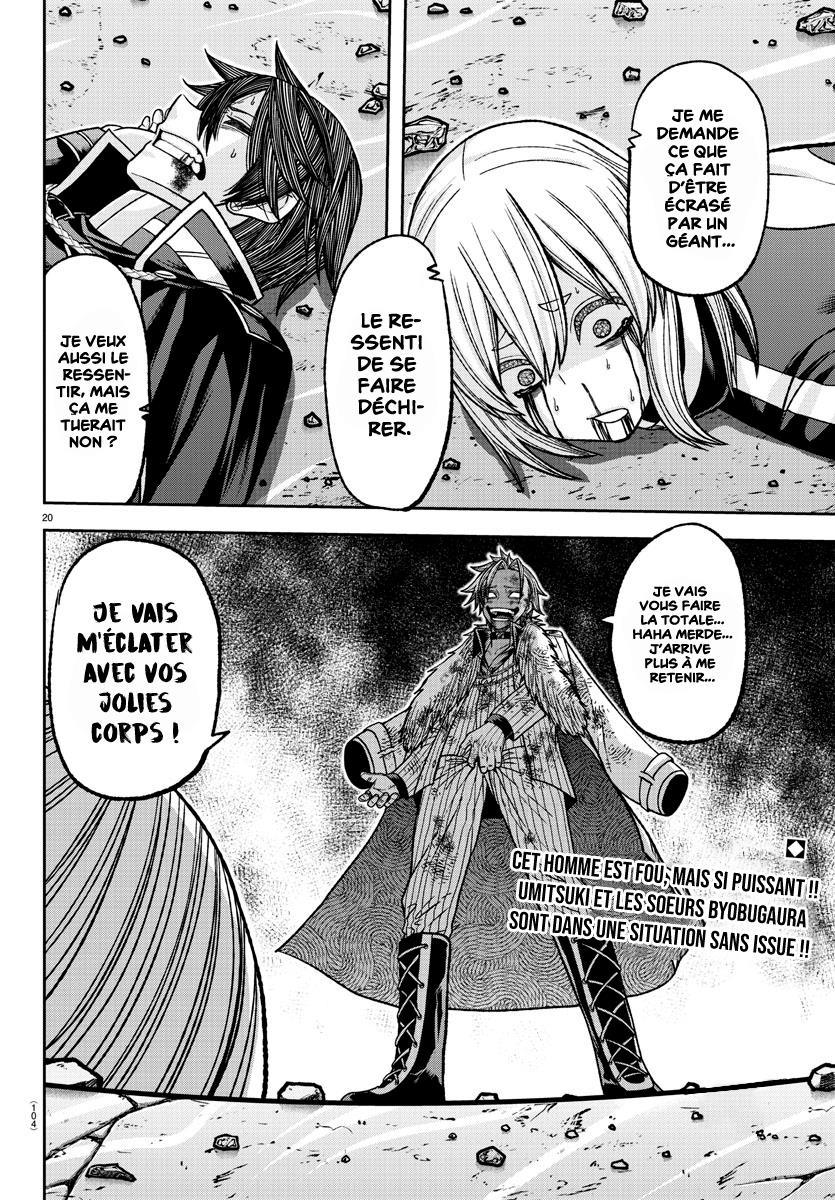 JE ME
DEMANDE
CE QUE
ÇA FAIT
D'ÊTRE
ÉCRASÉ
PAR UN
GÉANT...
LE RE-
SSENTI
DE SE
FAIRE
DÉCHI-
RER.
JE VEUX
AUSSI LE
RESSEN-
TIR, MAIS
ÇA ME
TUERAIT
NON ?
20
JE VAIS
VOUS FAIRE
LA TOTALE...
HAHA MERDE...
J'ARRIVE
PLUS À ME
RETENIR...
JE VAIS
M'ÉCLATER
AVEC VOS
JOLIES
CORPS !
CET HOMME EST FOU, MAIS SI PUISSANT !!
UMITSUKI ET LES SOEURS BYOBUGAURA
SONT DANS UNE SITUATION SANS ISSUE !!
(104)